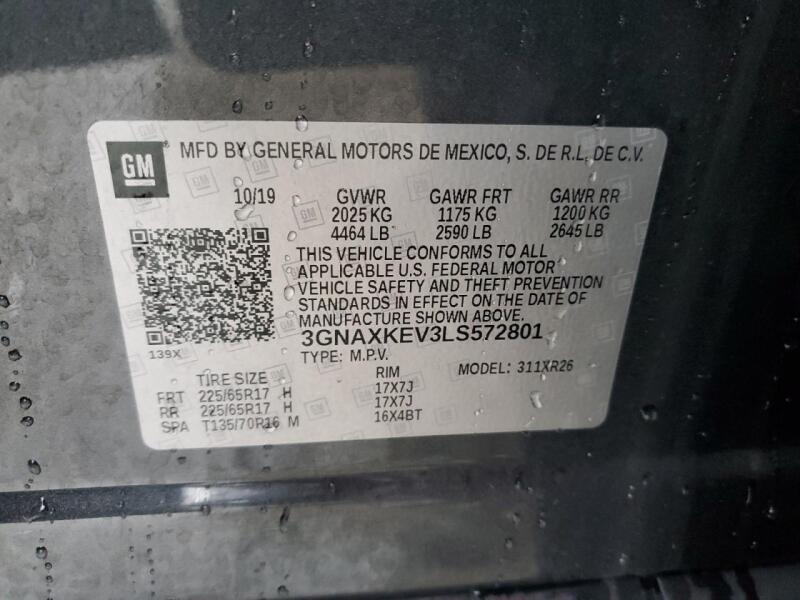 GM
MFD BY GENERAL MOTORS DE MEXICO, S. DE R.L. DE C.V.
10/19 GVWR GAWR FRT GAWR RR
2025 KG 1175 KG 1200 KG
4464 LB 2590 LB 2645 LB
THIS VEHICLE CONFORMS TO ALL
APPLICABLE U.S. FEDERAL MOTOR
VEHICLE SAFETY AND THEFT PREVENTION
STANDARDS IN EFFECT ON THE DATE OF
MANUFACTURE SHOWN ABOVE.
3GNAXKEV3LS572801
139X
TYPE: M.P.V. MODEL: 311XR26
TIRE SIZE RIM
FRT 225/65R17 H 17X7J
RR 225/65R17 H 17X7J
SPA T135/70R16 M 16X4BT